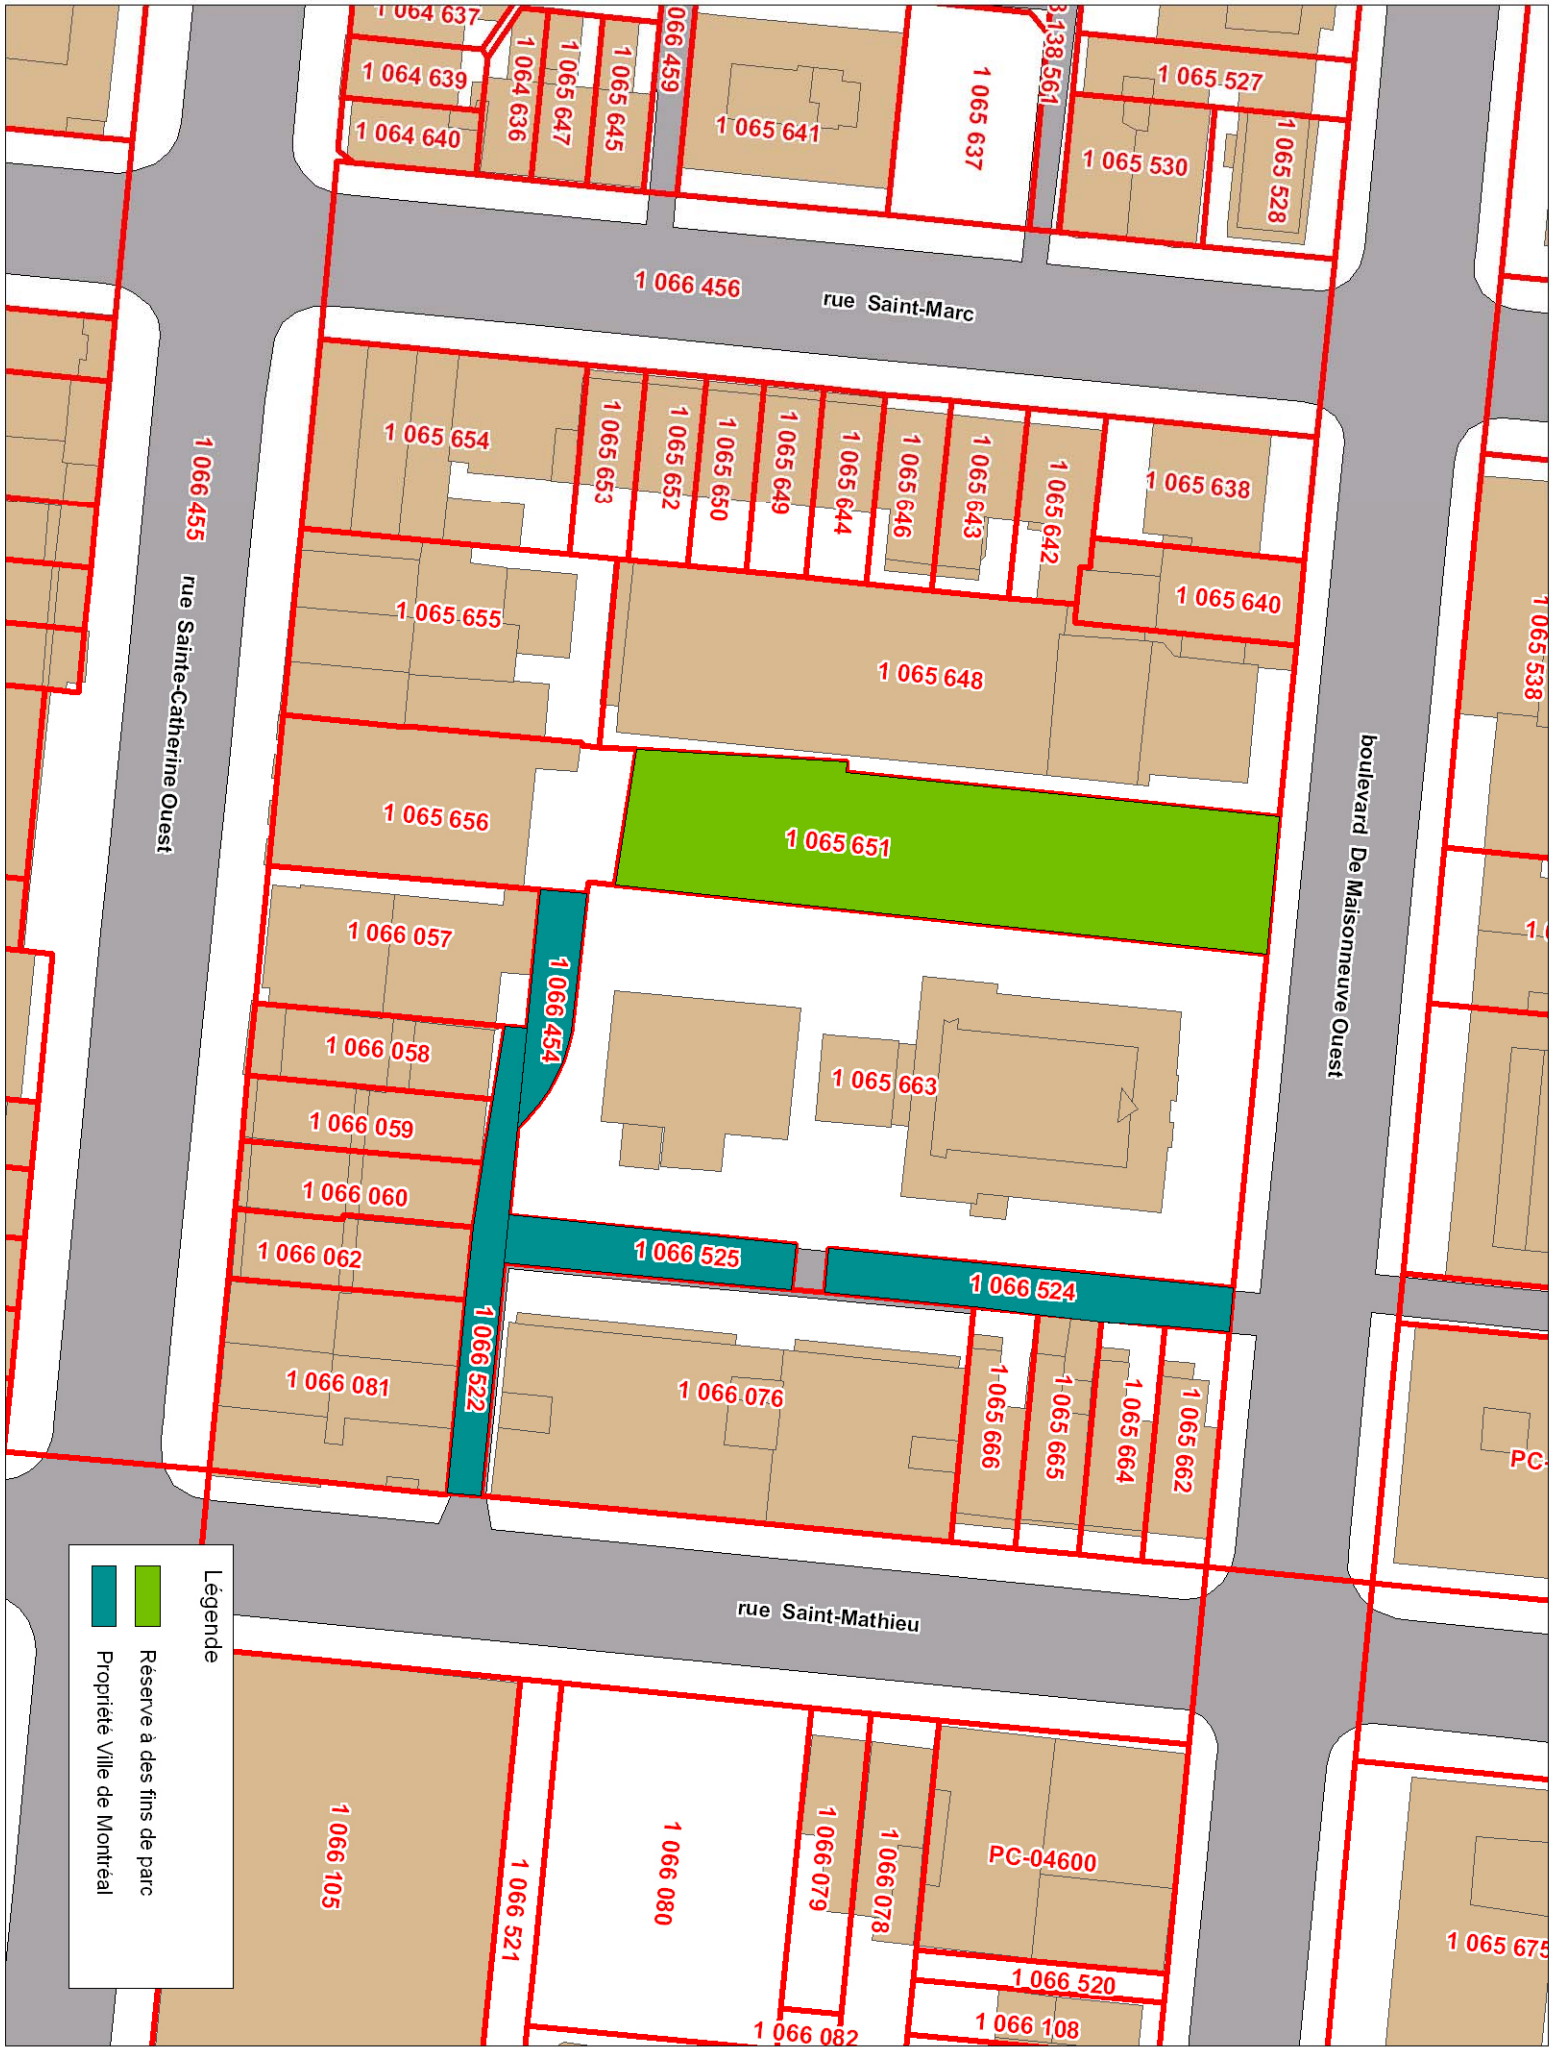 1 064 637
1 064 639
1 064 640
1 064 636
1 065 647
1 065 645
066 459
1 065 641
1 065 637
138 561
1 065 527
1 065 530
1 065 528
1 066 456
rue Saint-Marc
1 066 455
rue Sainte-Catherine Ouest
1 065 654
1 065 653
1 065 652
1 065 650
1 065 649
1 065 644
1 065 646
1 065 643
1 065 642
1 065 638
1 065 640
1 065 655
1 065 648
1 065 538
boulevard De Maisonneuve Ouest
1 065 656
1 065 651
1 066 057
1 066 454
1 066 058
1 065 663
1 066 059
1 066 060
1 066 062
1 066 525
1 066 524
1 066 522
1 066 081
1 066 076
1 065 666
1 065 665
1 065 664
1 065 662
PC-
rue Saint-Mathieu
Légende
Réserve à des fins de parc
Propriété Ville de Montréal
1 066 105
1 066 521
1 066 080
1 066 079
1 066 078
PC-04600
1 065 675
1 066 520
1 066 108
1 066 082